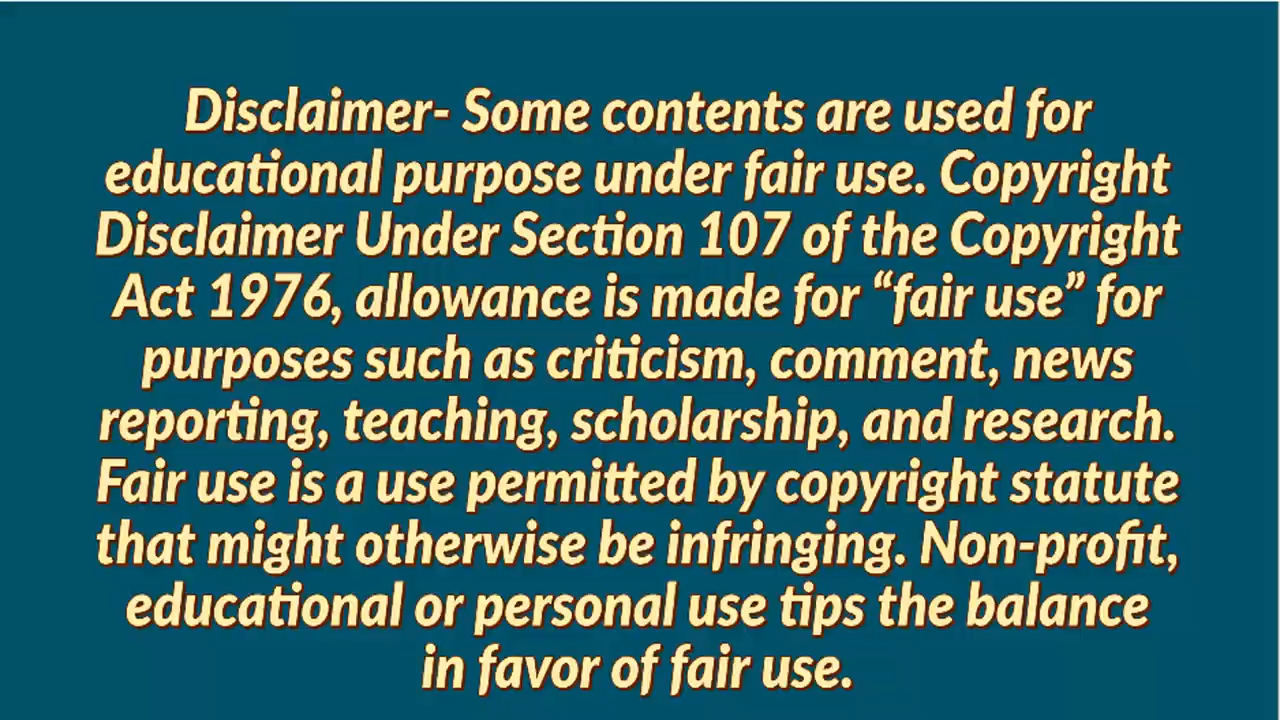 Disclaimer- Some contents are used for
educational purpose under fair use. Copyright
Disclaimer Under Section 107 of the Copyright
Act 1976, allowance is made for “fair use” for
purposes such as criticism, comment, news
reporting, teaching, scholarship, and research.
Fair use is a use permitted by copyright statute
that might otherwise be infringing. Non-profit,
educational or personal use tips the balance
in favor of fair use.